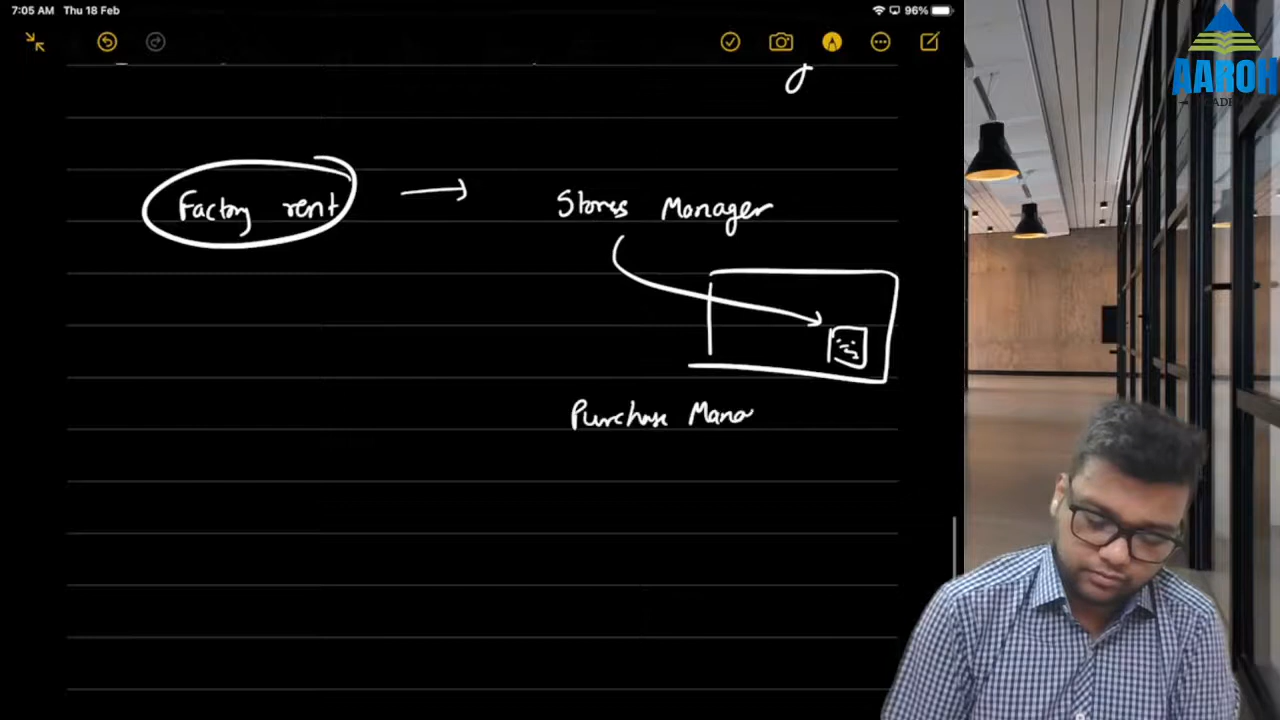 7:05 AM Thu 18 Feb 96%
AAROH
Factory rent → Stores Manager
Purchase Mana